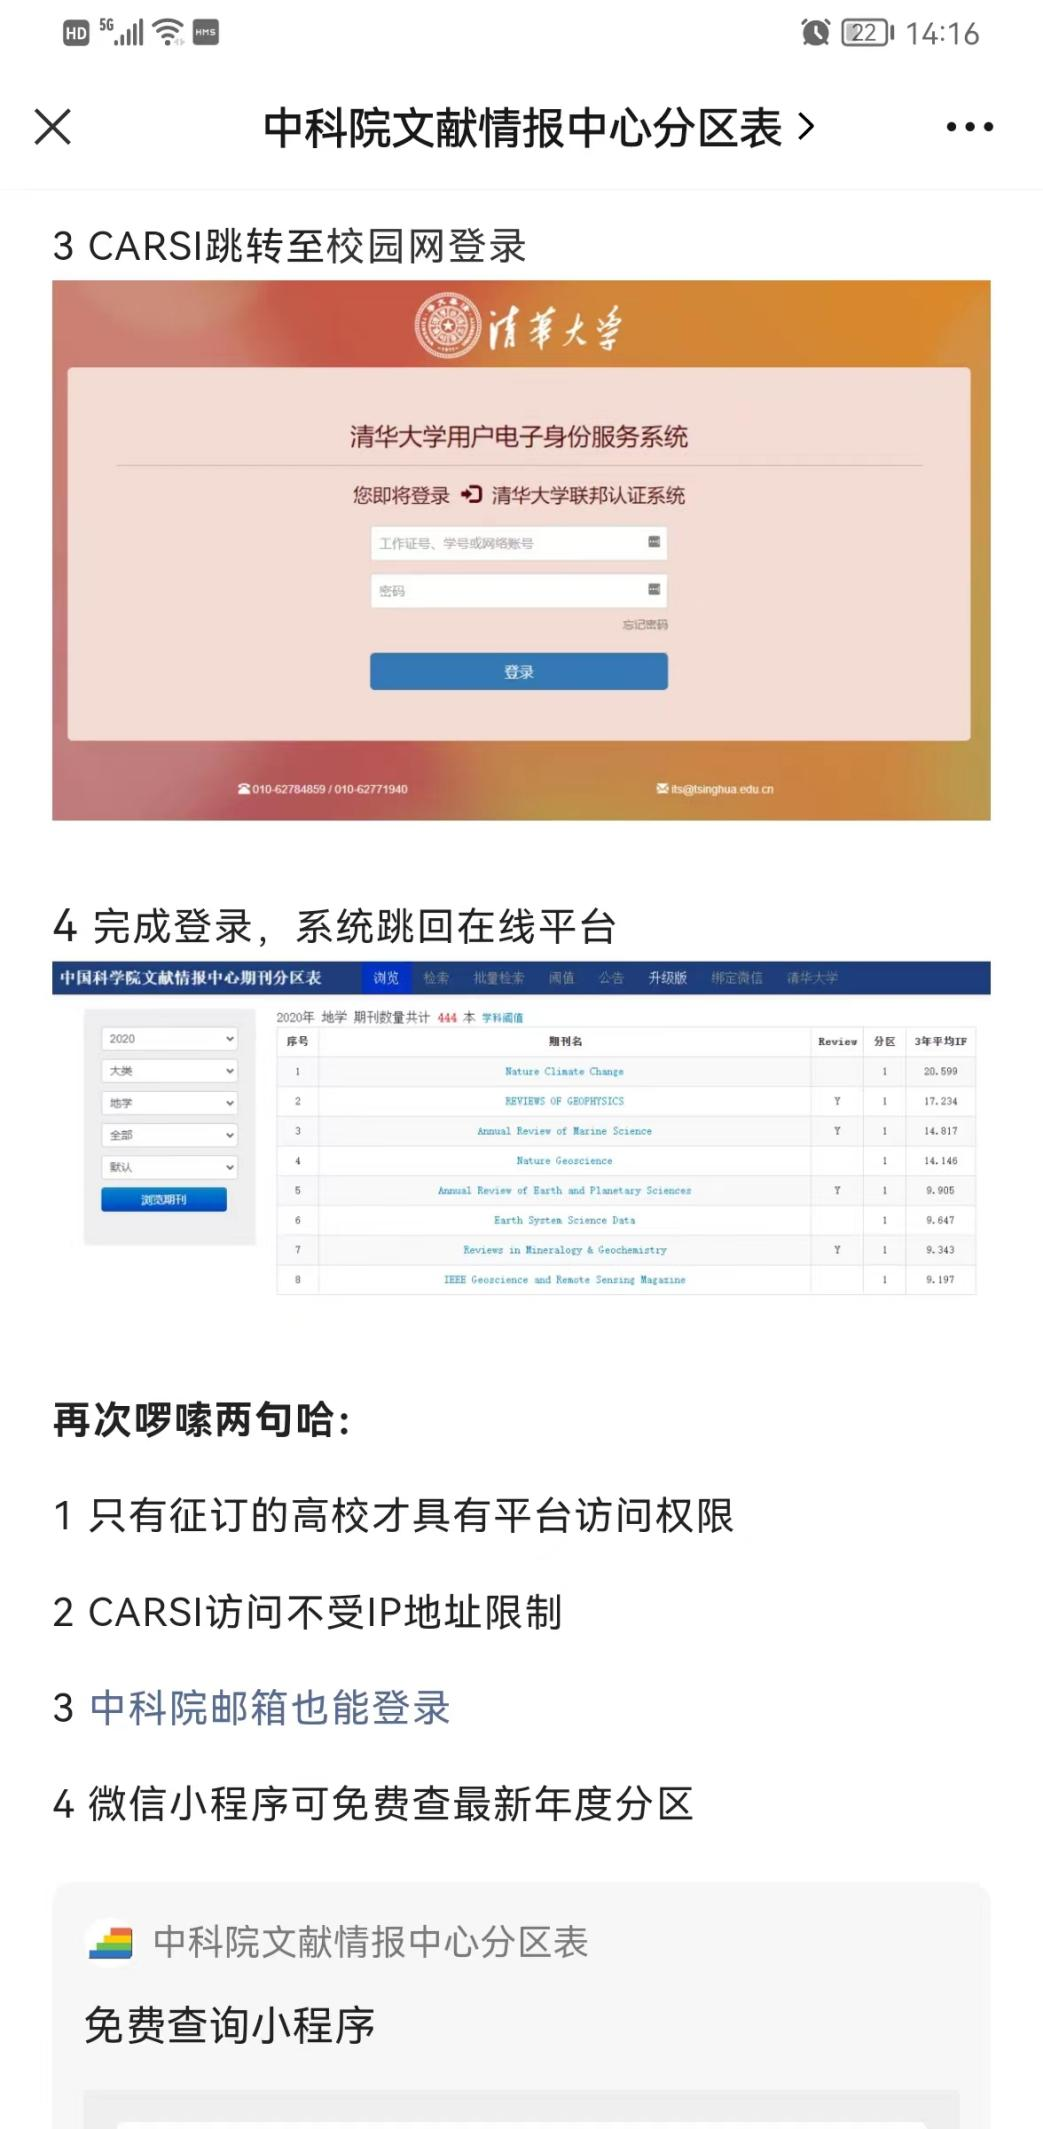 HD 5G HMS 22 14:16
中科院文献情报中心分区表
3 CARSI跳转至校园网登录
清华大学
清华大学用户电子身份服务系统
您即将登录 清华大学联邦认证系统
工作证号、学号或网络账号
密码
忘记密码
登录
010-62784859 / 010-62771940 its@tsinghua.edu.cn
4 完成登录，系统跳回在线平台
中国科学院文献情报中心期刊分区表 浏览 检索 批量检索 阈值 公告 升级版 绑定微信 清华大学
2020
大类
地学
全部
默认
浏览期刊
2020年 地学 期刊数量共计 444 本 学科阈值
序号 期刊名 Review 分区 3年平均IF
1 Nature Climate Change 1 20.599
2 REVIEWS OF GEOPHYSICS Y 1 17.234
3 Annual Review of Marine Science Y 1 14.817
4 Nature Geoscience 1 14.146
5 Annual Review of Earth and Planetary Sciences Y 1 9.905
6 Earth System Science Data 1 9.647
7 Reviews in Mineralogy & Geochemistry Y 1 9.343
8 IEEE Geoscience and Remote Sensing Magazine 1 9.197
再次啰嗦两句哈：
1 只有征订的高校才具有平台访问权限
2 CARSI访问不受IP地址限制
3 中科院邮箱也能登录
4 微信小程序可免费查最新年度分区
中科院文献情报中心分区表
免费查询小程序